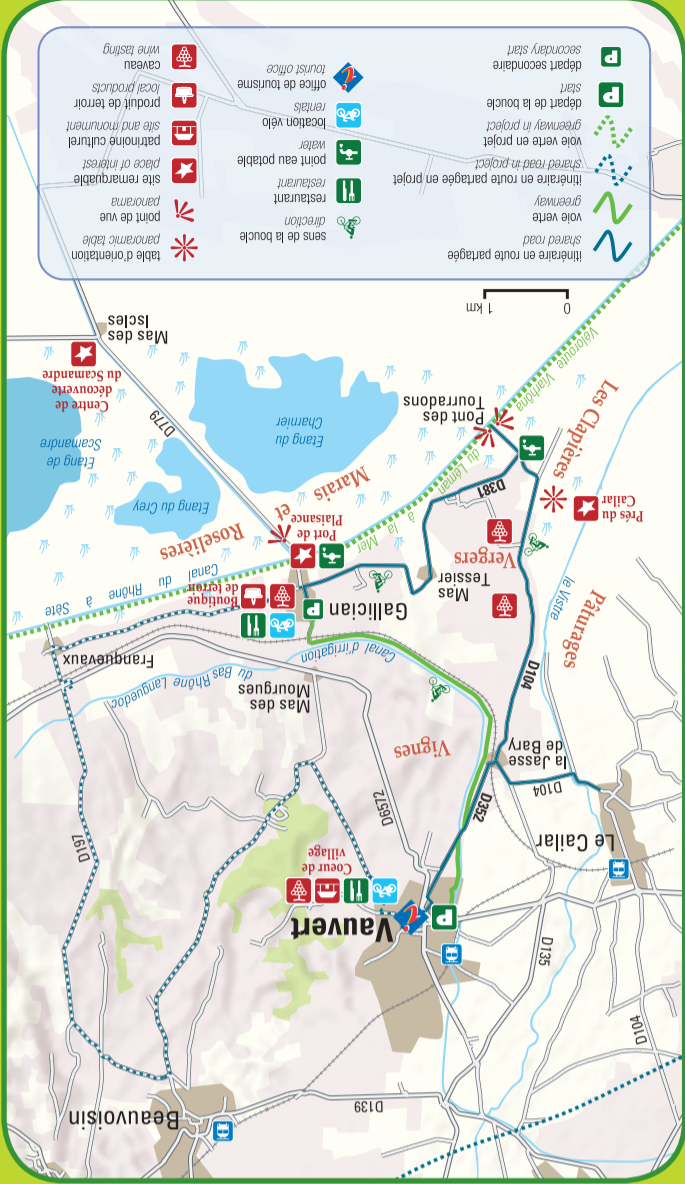 D139
Beauvoisin
D104
D135
P
i
Vauvert
Coeur de
village
Le Cailar
D197
D352
D6572
D104
la Jasse
de Bary
Vignes
Mas des
Mourgues
D104
Canal d'irrigation
du Bas Rhône Languedoc
Franquevaux
Pâturages
le Vistre
Gallician
P
Boutique
de terroir
Mas
Tessier
Vergers
Canal du Rhône à Sète
Prés du
Cailar
Port de
Plaisance
Roselières
Marais et
D381
Les Clapières
Etang du Crey
Pont des
Tourradons
Véloroute Viarhôna
du Léman
à la Mer
Etang du
Charnier
Etang de
Scamandre
D779
Centre de
découverte
du Scamandre
Mas des
Iscles
0 1 km
itinéraire en route partagée
shared road
voie verte
greenway
itinéraire en route partagée en projet
shared road in project
voie verte en projet
greenway in project
P
départ de la boucle
start
P
départ secondaire
secondary start
sens de la boucle
direction
restaurant
restaurant
point eau potable
water
location vélo
rentals
i
office de tourisme
tourist office
table d'orientation
panoramic table
point de vue
panorama
site remarquable
place of interest
patrimoine culturel
site and monument
produit de terroir
local products
caveau
wine tasting